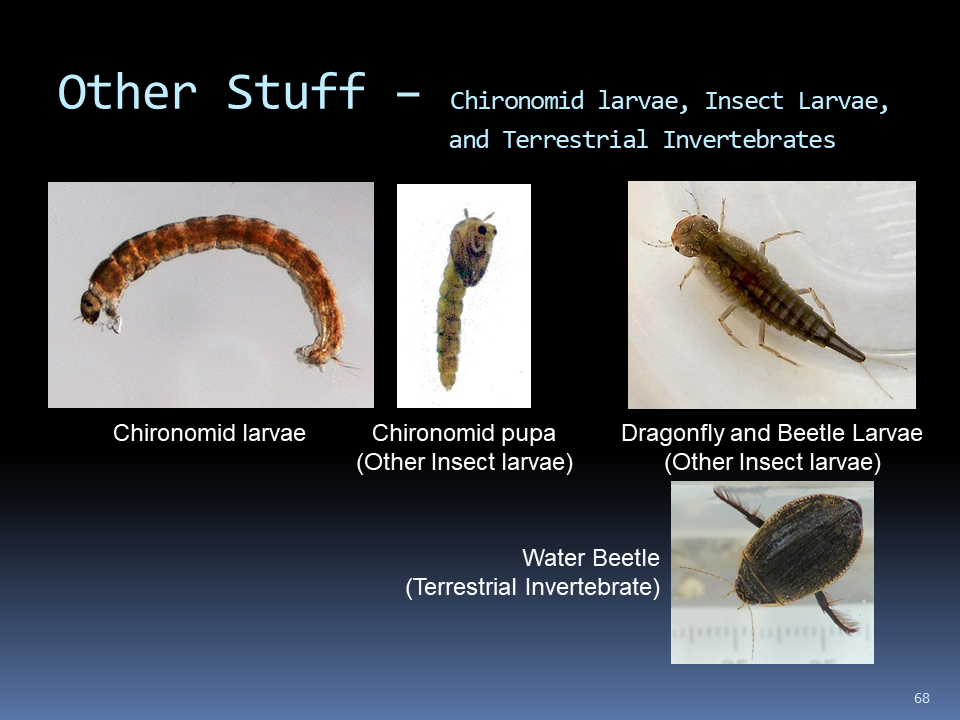 Other Stuff – Chironomid larvae, Insect Larvae,
and Terrestrial Invertebrates
Chironomid larvae
Chironomid pupa
(Other Insect larvae)
Dragonfly and Beetle Larvae
(Other Insect larvae)
Water Beetle
(Terrestrial Invertebrate)
68